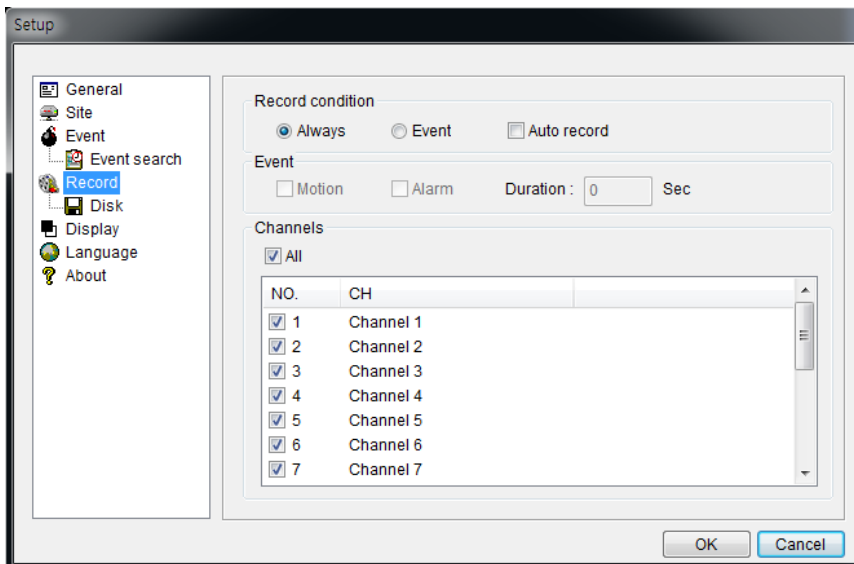 Setup
General
Site
Event
Event search
Record
Disk
Display
Language
About
Record condition
Always Event Auto record
Event
Motion Alarm Duration : 0 Sec
Channels
All
NO. CH
1 Channel 1
2 Channel 2
3 Channel 3
4 Channel 4
5 Channel 5
6 Channel 6
7 Channel 7
OK Cancel